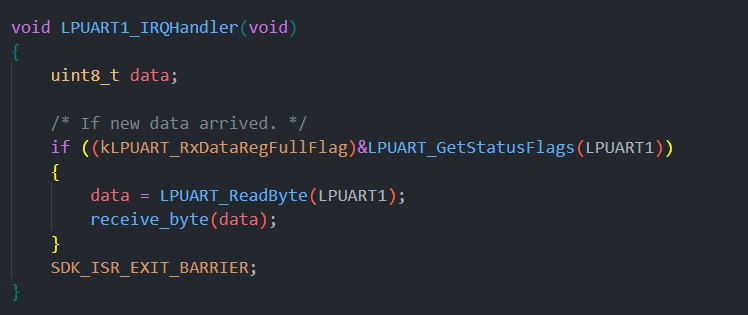 void LPUART1_IRQHandler(void)
{
    uint8_t data;

    /* If new data arrived. */
    if ((kLPUART_RxDataRegFullFlag)&LPUART_GetStatusFlags(LPUART1))
    {
        data = LPUART_ReadByte(LPUART1);
        receive_byte(data);
    }
    SDK_ISR_EXIT_BARRIER;
}